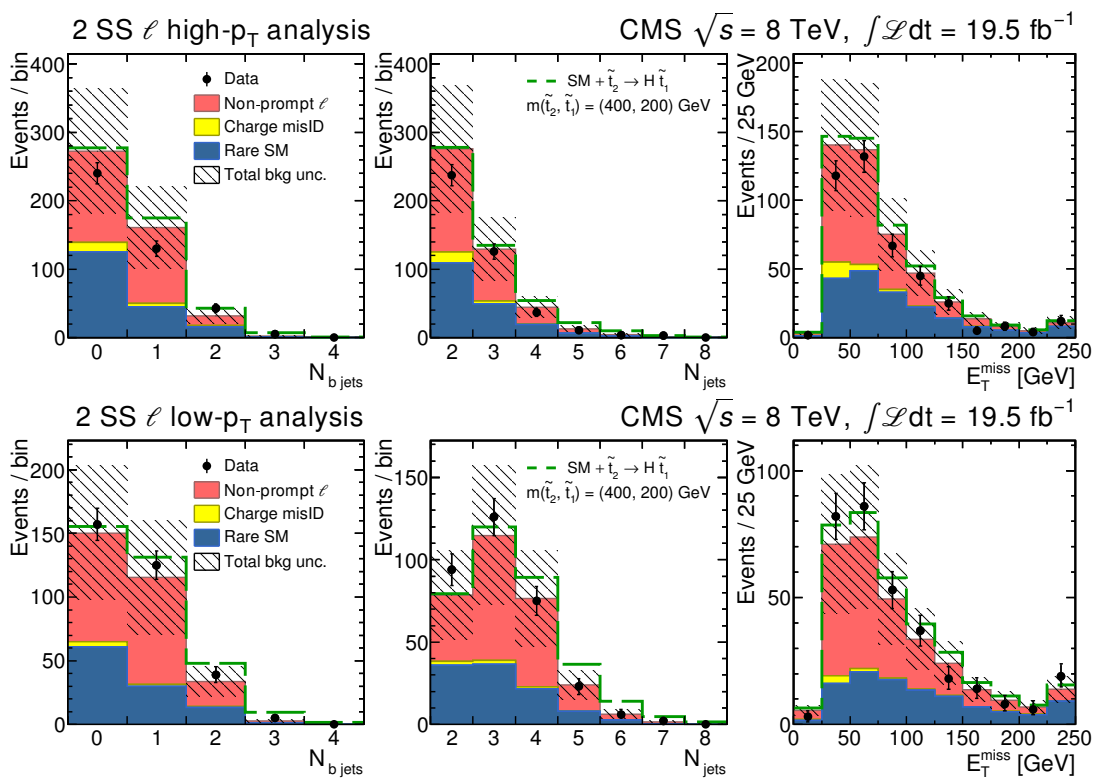 2 SS ℓ high-p_T analysis
CMS √s = 8 TeV, ∫ℒdt = 19.5 fb⁻¹
Events / bin
400
300
200
100
0
Data
Non-prompt ℓ
Charge misID
Rare SM
Total bkg unc.
0 1 2 3 4
N_b jets
Events / bin
400
300
200
100
0
SM + t̃₂ → H t̃₁
m(t̃₂, t̃₁) = (400, 200) GeV
2 3 4 5 6 7 8
N_jets
Events / 25 GeV
200
150
100
50
0
50 100 150 200 250
E_T^miss [GeV]
2 SS ℓ low-p_T analysis
CMS √s = 8 TeV, ∫ℒdt = 19.5 fb⁻¹
Events / bin
200
150
100
50
0
Data
Non-prompt ℓ
Charge misID
Rare SM
Total bkg unc.
0 1 2 3 4
N_b jets
Events / bin
150
100
50
0
SM + t̃₂ → H t̃₁
m(t̃₂, t̃₁) = (400, 200) GeV
2 3 4 5 6 7 8
N_jets
Events / 25 GeV
100
50
0
50 100 150 200 250
E_T^miss [GeV]